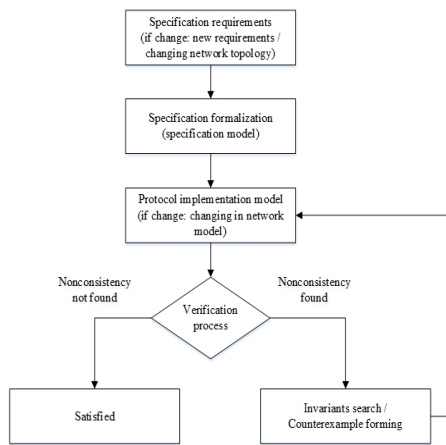 Specification requirements
(if change: new requirements /
changing network topology)
Specification formalization
(specification model)
Protocol implementation model
(if change: changing in network
model)
Nonconsistency
not found
Nonconsistency
found
Verification
process
Satisfied
Invariants search /
Counterexample forming